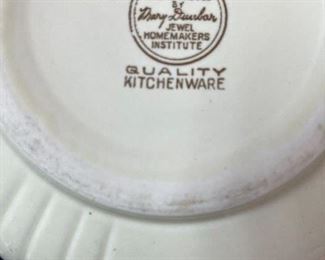 BY
Mary Dunbar
JEWEL
HOMEMAKERS
INSTITUTE
QUALITY
KITCHENWARE